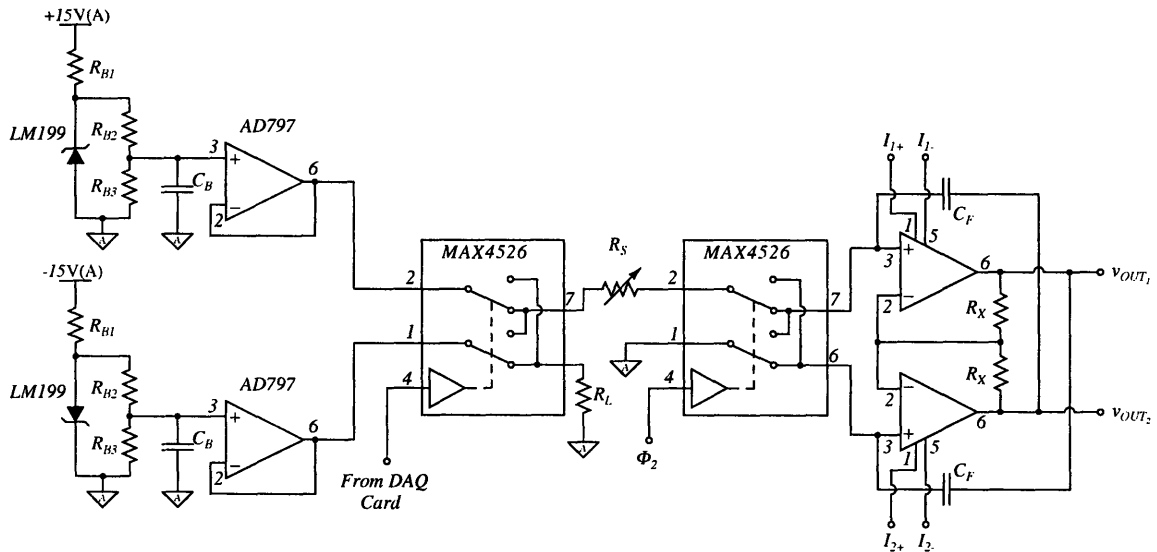 +15V(A)
R_B1
LM199
R_B2
R_B3
C_B
A
A
AD797
3
+
2
−
6
-15V(A)
R_B1
LM199
R_B2
R_B3
C_B
A
A
AD797
3
+
2
−
6
MAX4526
2
1
4
7
From DAQ
Card
R_L
A
R_S
MAX4526
2
1
4
7
6
A
Φ_2
I_1+
I_1-
C_F
1
5
+
3
−
2
6
R_X
v_OUT_1
R_X
−
2
+
3
1
5
6
v_OUT_2
C_F
I_2+
I_2-